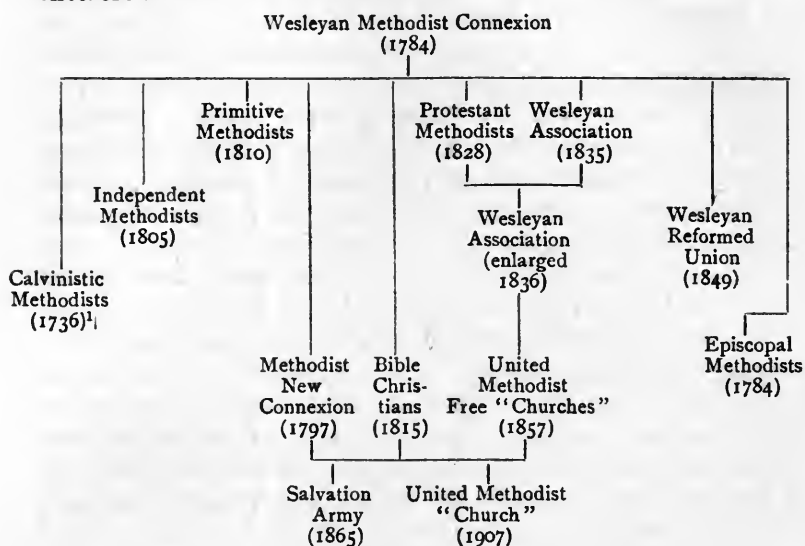 Wesleyan Methodist Connexion
(1784)
Primitive
Methodists
(1810)
Protestant
Methodists
(1828)
Wesleyan
Association
(1835)
Independent
Methodists
(1805)
Wesleyan
Association
(enlarged
1836)
Wesleyan
Reformed
Union
(1849)
Calvinistic
Methodists
(1736)¹
Episcopal
Methodists
(1784)
Methodist
New
Connexion
(1797)
Bible
Chris-
tians
(1815)
United
Methodist
Free "Churches"
(1857)
Salvation
Army
(1865)
United Methodist
"Church"
(1907)